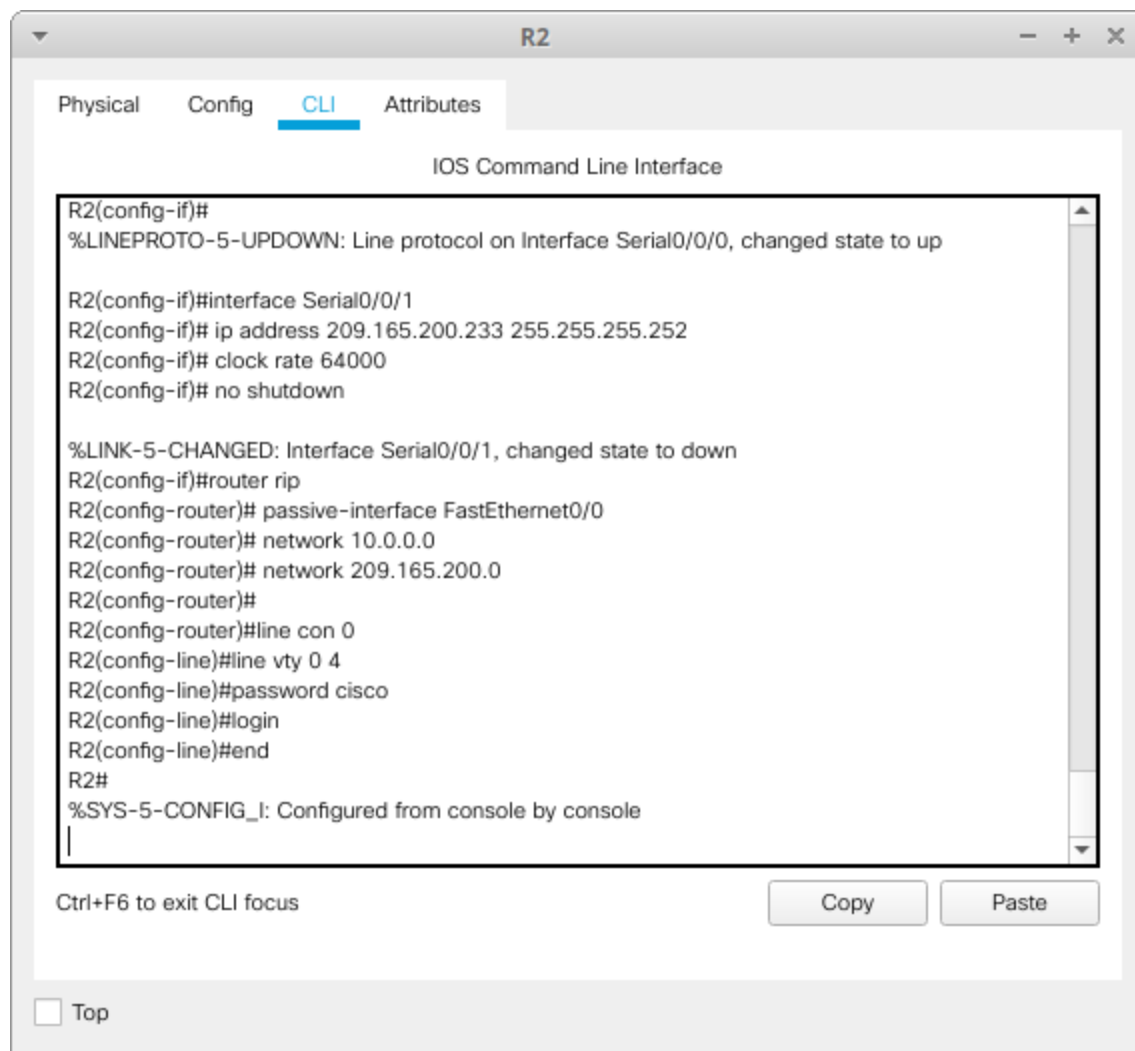 R2
Physical Config CLI Attributes
IOS Command Line Interface
R2(config-if)#
%LINEPROTO-5-UPDOWN: Line protocol on Interface Serial0/0/0, changed state to up
R2(config-if)#interface Serial0/0/1
R2(config-if)# ip address 209.165.200.233 255.255.255.252
R2(config-if)# clock rate 64000
R2(config-if)# no shutdown
%LINK-5-CHANGED: Interface Serial0/0/1, changed state to down
R2(config-if)#router rip
R2(config-router)# passive-interface FastEthernet0/0
R2(config-router)# network 10.0.0.0
R2(config-router)# network 209.165.200.0
R2(config-router)#
R2(config-router)#line con 0
R2(config-line)#line vty 0 4
R2(config-line)#password cisco
R2(config-line)#login
R2(config-line)#end
R2#
%SYS-5-CONFIG_I: Configured from console by console
Ctrl+F6 to exit CLI focus Copy Paste
Top